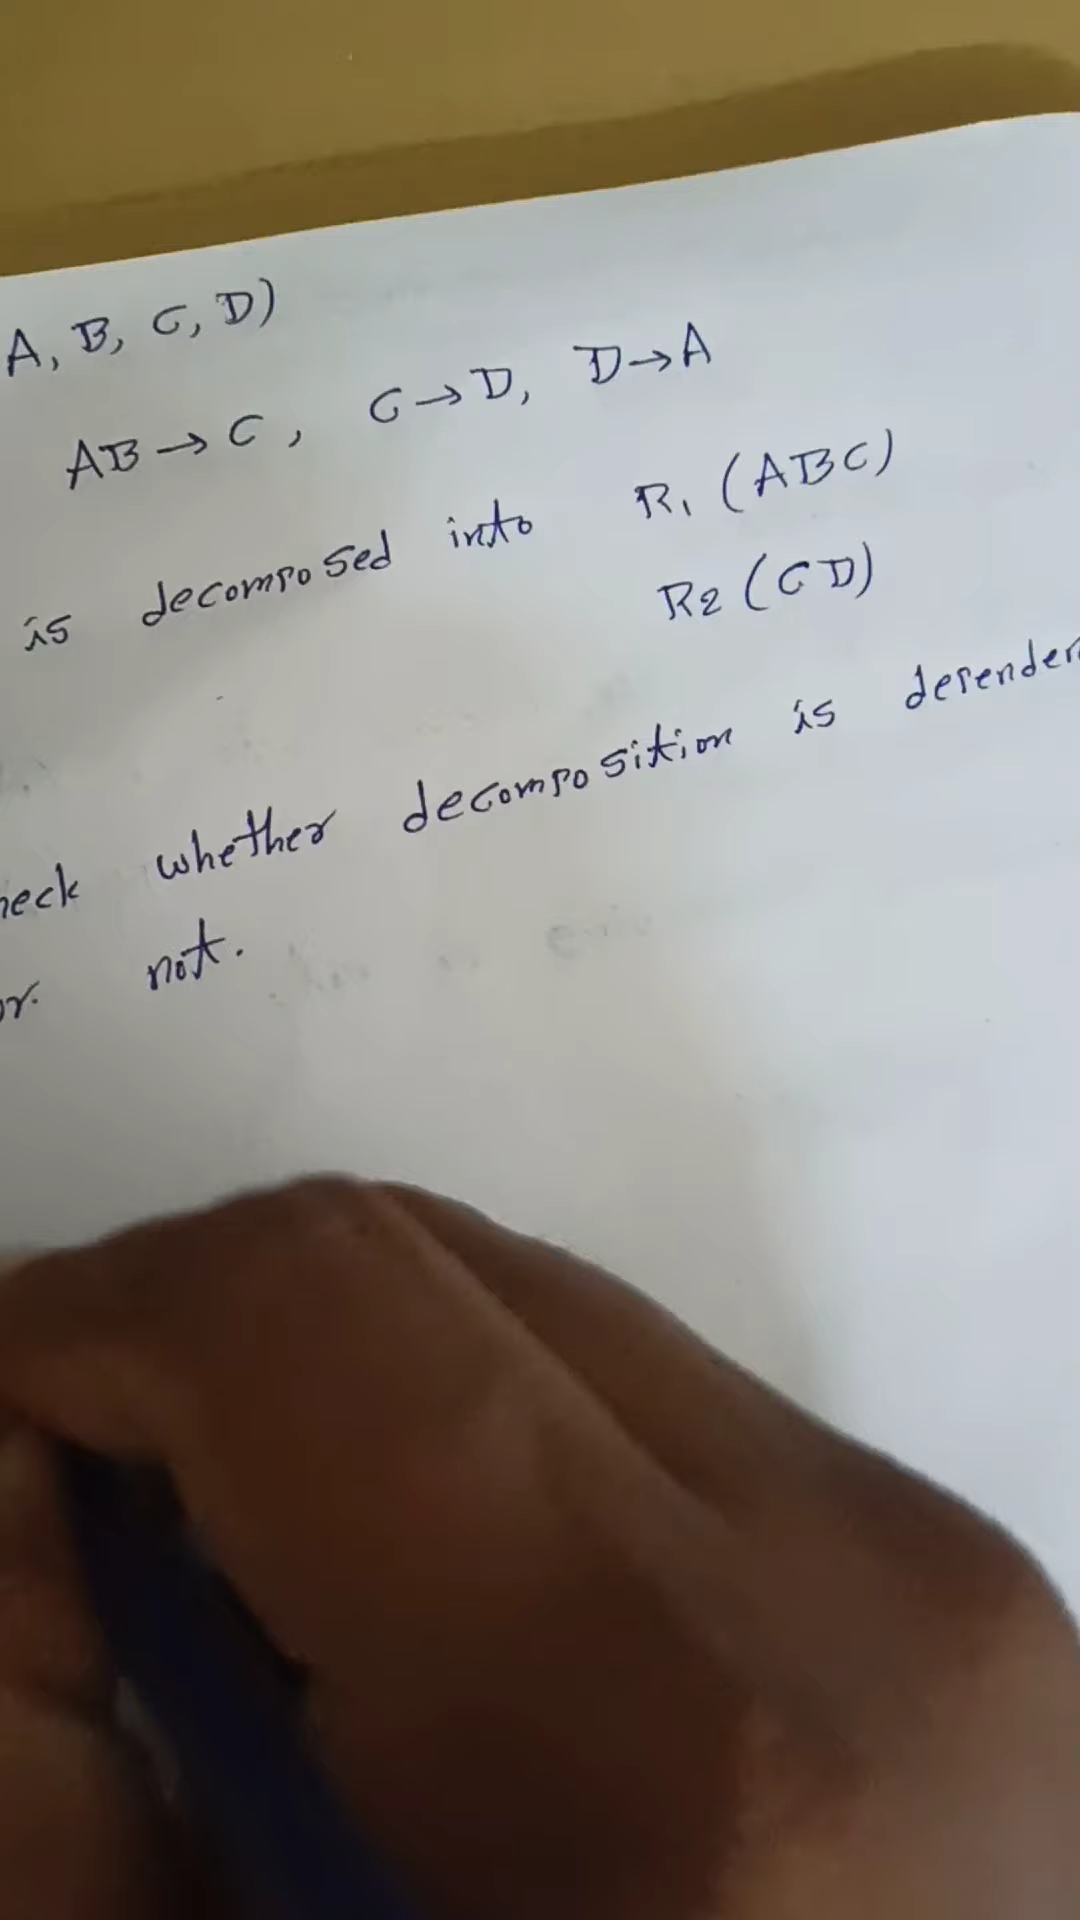 A, B, C, D)
AB → C, C → D, D → A
is decomposed into R1 (ABC)
R2 (CD)
whether decomposition is
not.